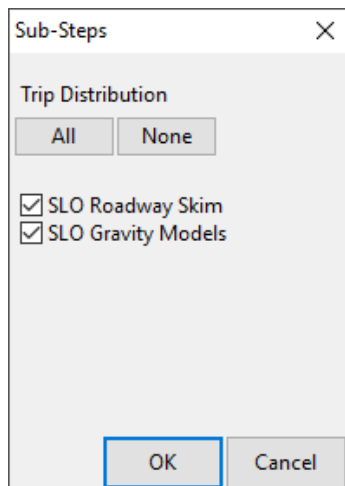 Sub-Steps
Trip Distribution
All None
SLO Roadway Skim
SLO Gravity Models
OK Cancel